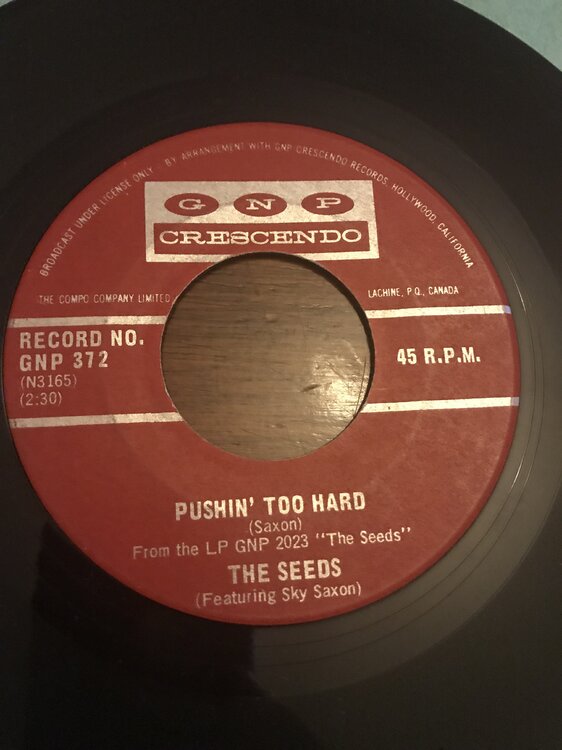 BROADCAST UNDER LICENSE ONLY · BY ARRANGEMENT WITH GNP CRESCENDO RECORDS, HOLLYWOOD, CALIFORNIA
GNP
CRESCENDO
THE COMPO COMPANY LIMITED, LACHINE, P.Q., CANADA
RECORD NO.
GNP 372
(N3165)
(2:30)
45 R.P.M.
PUSHIN' TOO HARD
(Saxon)
From the LP GNP 2023 "The Seeds"
THE SEEDS
(Featuring Sky Saxon)